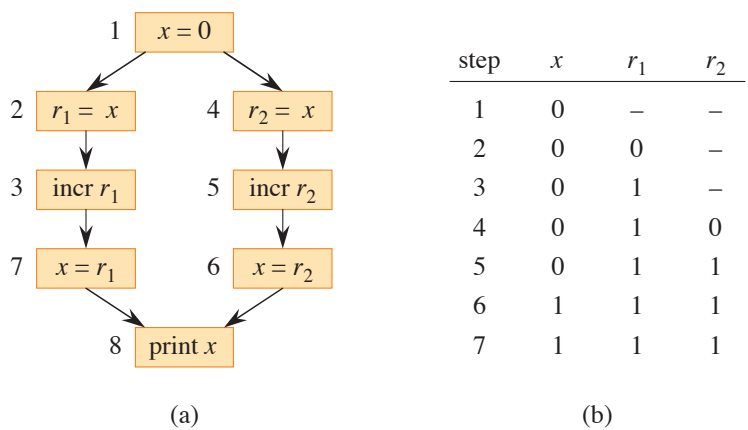 1 x = 0
2 r₁ = x
4 r₂ = x
3 incr r₁
5 incr r₂
7 x = r₁
6 x = r₂
8 print x
(a)
step x r₁ r₂
1 0 – –
2 0 0 –
3 0 1 –
4 0 1 0
5 0 1 1
6 1 1 1
7 1 1 1
(b)